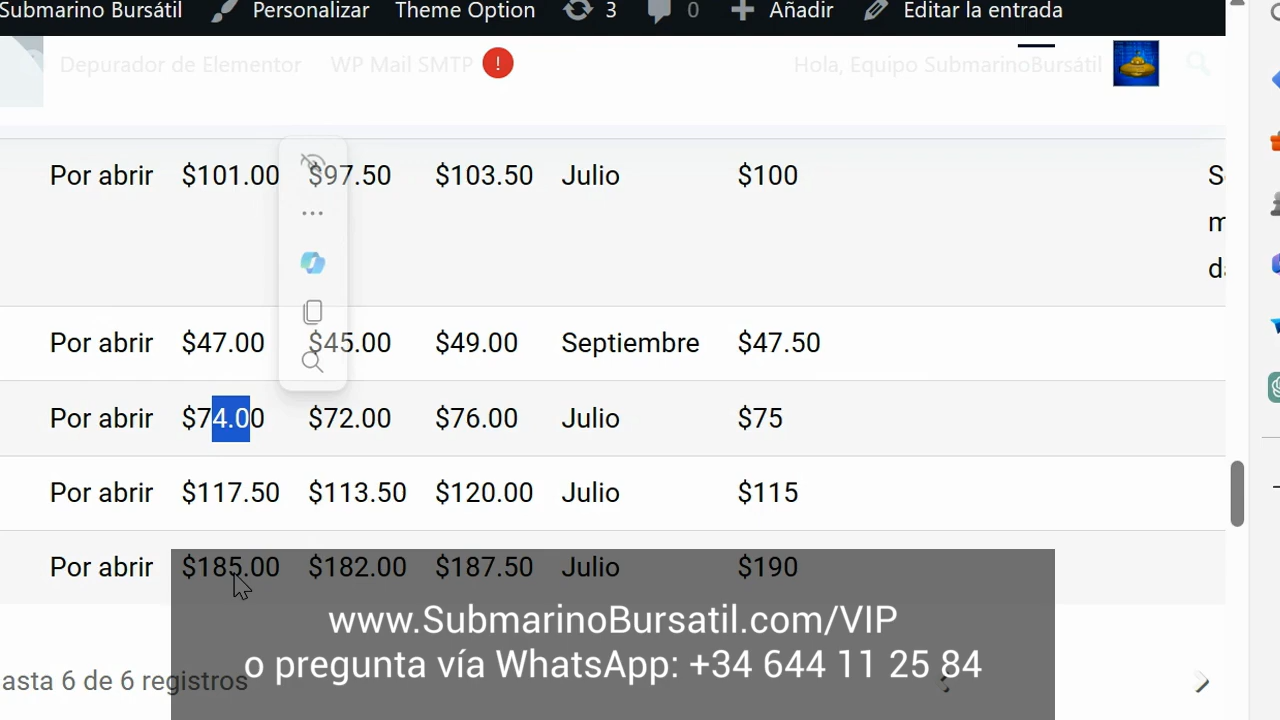 Submarino Bursátil Personalizar Theme Option 3 0 Añadir Editar la entrada
Depurador de Elementor WP Mail SMTP ! Hola, Equipo SubmarinoBursátil
Por abrir $101.00 $97.50 $103.50 Julio $100
Por abrir $47.00 $45.00 $49.00 Septiembre $47.50
Por abrir $74.00 $72.00 $76.00 Julio $75
Por abrir $117.50 $113.50 $120.00 Julio $115
Por abrir $185.00 $182.00 $187.50 Julio $190
www.SubmarinoBursatil.com/VIP
o pregunta vía WhatsApp: +34 644 11 25 84
asta 6 de 6 registros